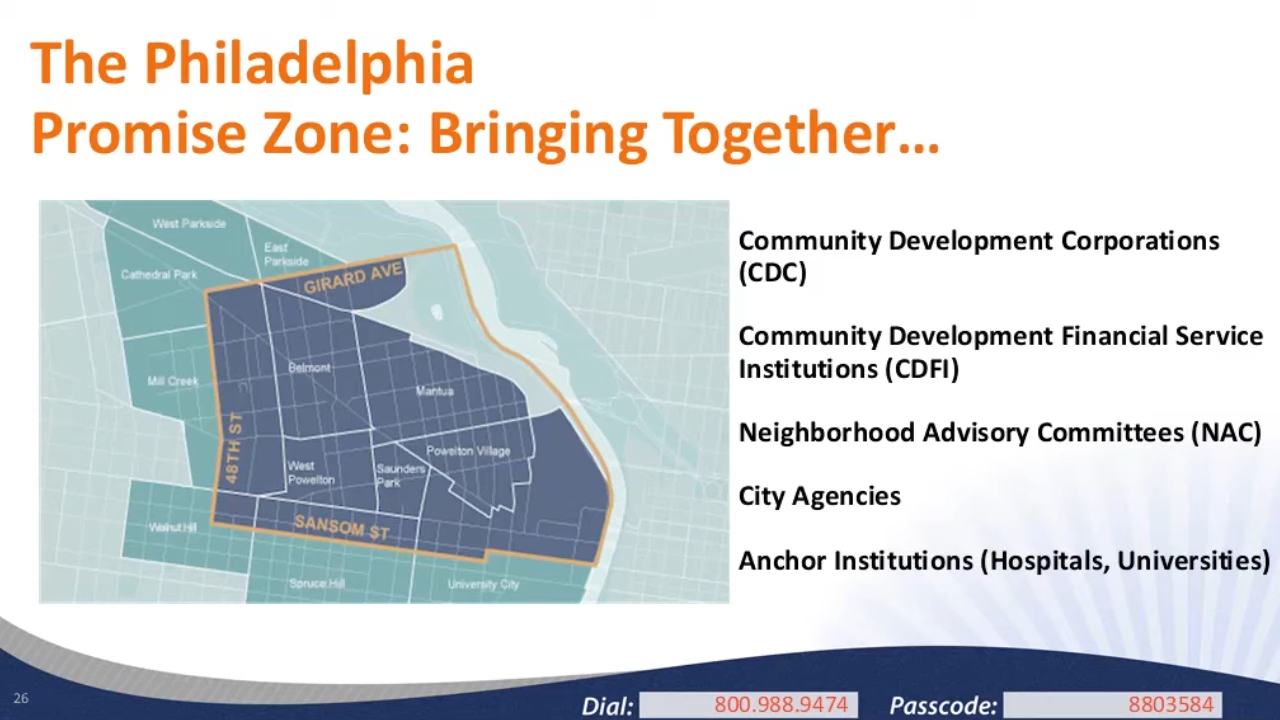 The Philadelphia
Promise Zone: Bringing Together…
West Parkside
East
Parkside
Cathedral Park
GIRARD AVE
Belmont
Mill Creek
Mantua
48TH ST
Powelton Village
West
Powelton
Saunders
Park
SANSOM ST
Walnut Hill
Spruce Hill
University City
Community Development Corporations
(CDC)
Community Development Financial Service
Institutions (CDFI)
Neighborhood Advisory Committees (NAC)
City Agencies
Anchor Institutions (Hospitals, Universities)
26
Dial: 800.988.9474 Passcode: 8803584